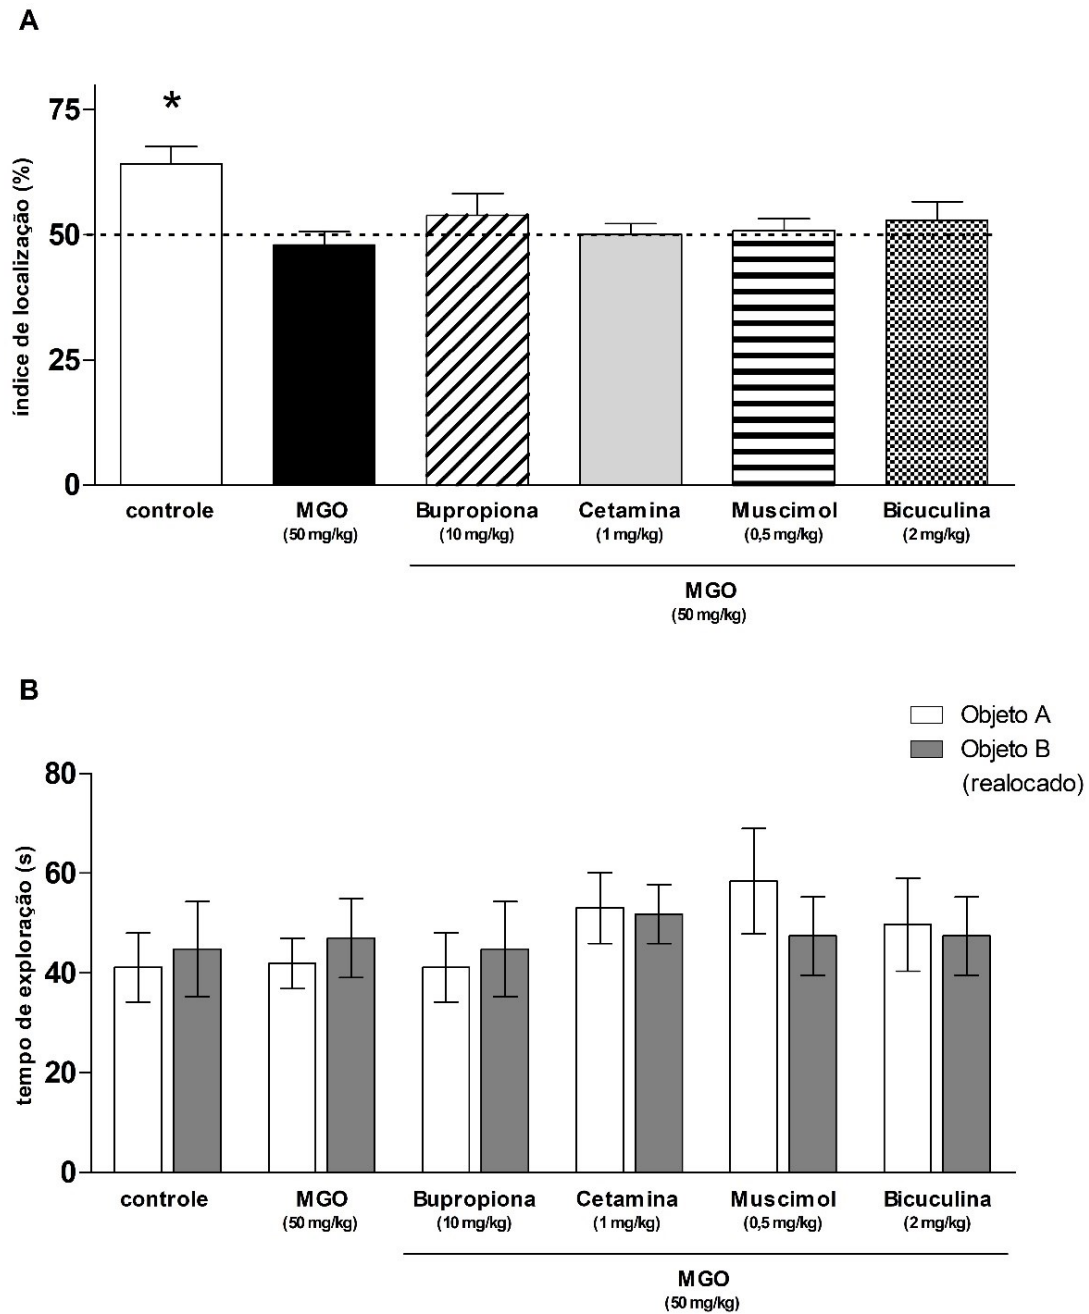 A
*
índice de localização (%)
75
50
25
0
controle MGO Bupropiona Cetamina Muscimol Bicuculina
(50 mg/kg) (10 mg/kg) (1 mg/kg) (0,5 mg/kg) (2 mg/kg)
MGO
(50 mg/kg)
B
Objeto A
Objeto B
(realocado)
tempo de exploração (s)
80
60
40
20
0
controle MGO Bupropiona Cetamina Muscimol Bicuculina
(50 mg/kg) (10 mg/kg) (1 mg/kg) (0,5 mg/kg) (2 mg/kg)
MGO
(50 mg/kg)